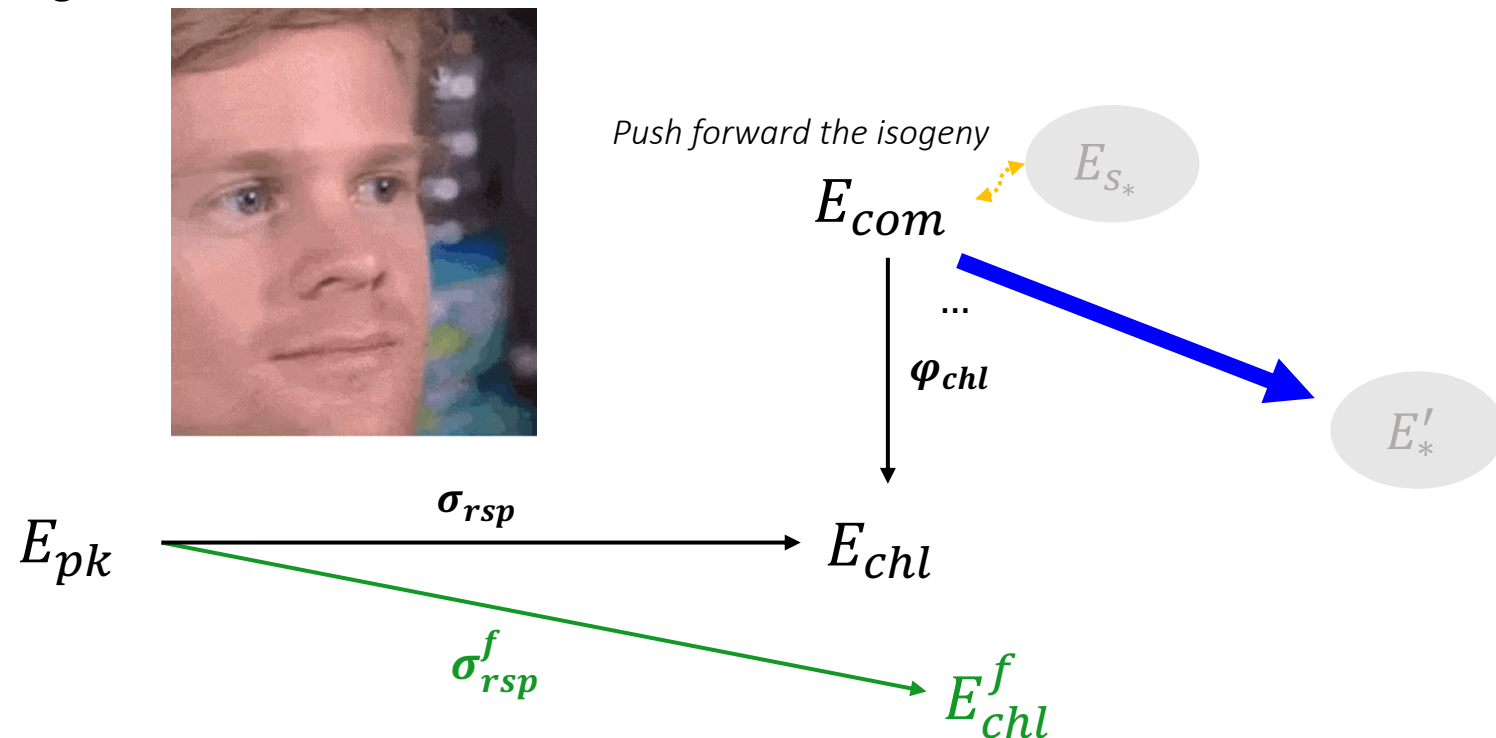 Push forward the isogeny
E_{s_*}
E_{com}
...
φ_{chl}
E'_*
σ_{rsp}
E_{pk}
E_{chl}
σ^f_{rsp}
E^f_{chl}